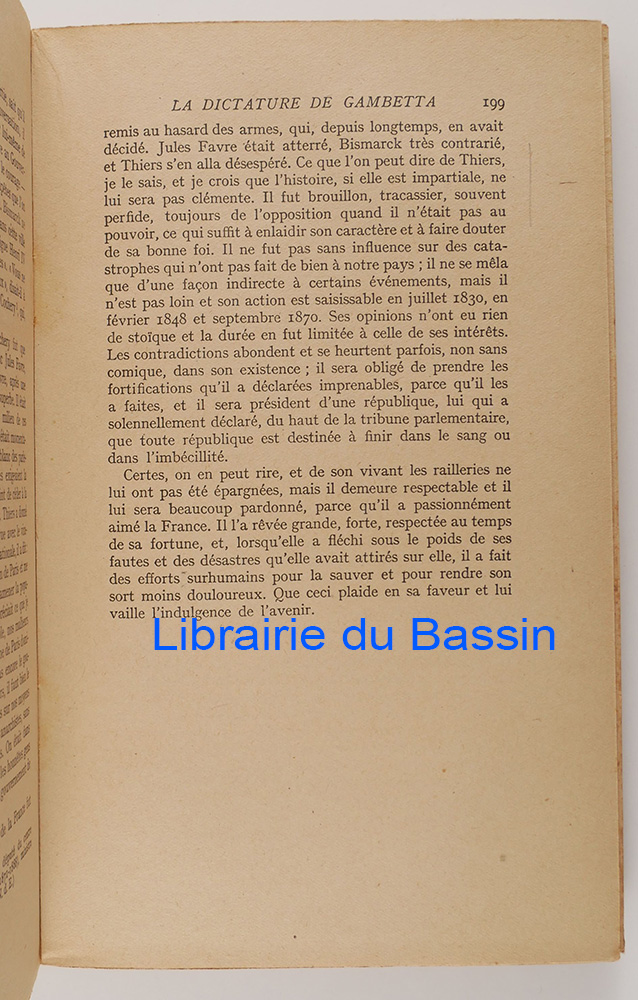 LA DICTATURE DE GAMBETTA 199
remis au hasard des armes, qui, depuis longtemps, en avait
décidé. Jules Favre était atterré, Bismarck très contrarié,
et Thiers s'en alla désespéré. Ce que l'on peut dire de Thiers,
je le sais, et je crois que l'histoire, si elle est impartiale, ne
lui sera pas clémente. Il fut brouillon, tracassier, souvent
perfide, toujours de l'opposition quand il n'était pas au
pouvoir, ce qui suffit à enlaidir son caractère et à faire douter
de sa bonne foi. Il ne fut pas sans influence sur des cata-
strophes qui n'ont pas fait de bien à notre pays ; il ne se mêla
que d'une façon indirecte à certains événements, mais il
n'est pas loin et son action est saisissable en juillet 1830, en
février 1848 et septembre 1870. Ses opinions n'ont eu rien
de stoïque et la durée en fut limitée à celle de ses intérêts.
Les contradictions abondent et se heurtent parfois, non sans
comique, dans son existence ; il sera obligé de prendre les
fortifications qu'il a déclarées imprenables, parce qu'il les
a faites, et il sera président d'une république, lui qui a
solennellement déclaré, du haut de la tribune parlementaire,
que toute république est destinée à finir dans le sang ou
dans l'imbécillité.
Certes, on en peut rire, et de son vivant les railleries ne
lui ont pas été épargnées, mais il demeure respectable et il
lui sera beaucoup pardonné, parce qu'il a passionnément
aimé la France. Il l'a rêvée grande, forte, respectée au temps
de sa fortune, et, lorsqu'elle a fléchi sous le poids de ses
fautes et des désastres qu'elle avait attirés sur elle, il a fait
des efforts surhumains pour la sauver et pour rendre son
sort moins douloureux. Que ceci plaide en sa faveur et lui
vaille l'indulgence de l'avenir.
Librairie du Bassin